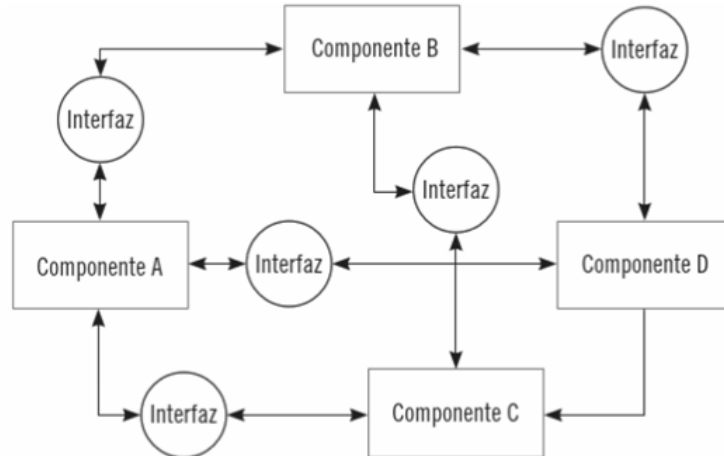 Componente B
Interfaz
Interfaz
Interfaz
Componente A
Interfaz
Componente D
Interfaz
Componente C